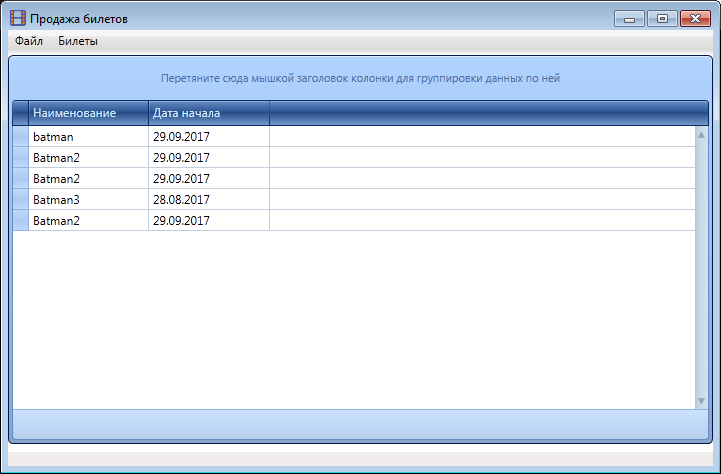 Продажа билетов
Файл Билеты
Перетяните сюда мышкой заголовок колонки для группировки данных по ней
Наименование Дата начала
batman 29.09.2017
Batman2 29.09.2017
Batman2 29.09.2017
Batman3 28.08.2017
Batman2 29.09.2017